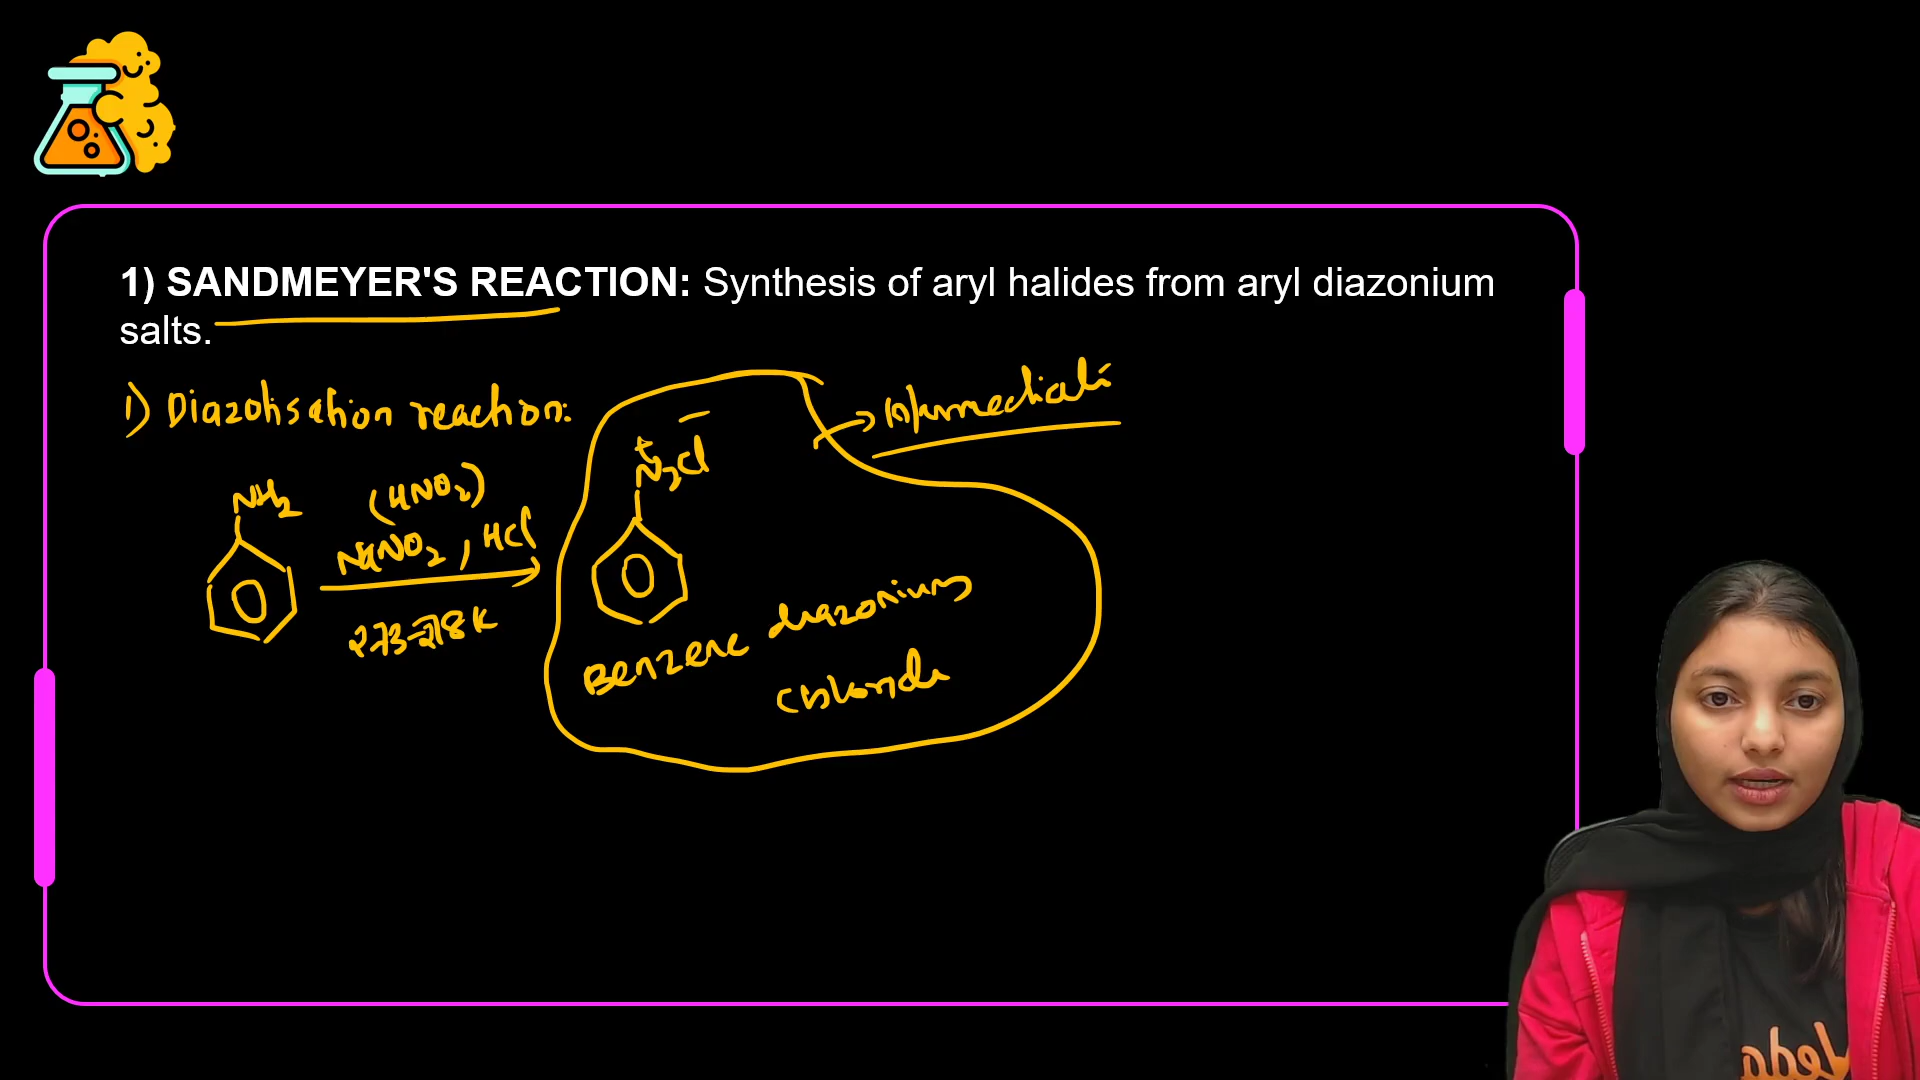 1) SANDMEYER'S REACTION: Synthesis of aryl halides from aryl diazonium
salts.
1) Diazotisation reaction:
Intermediate
N₂Cl
+ −
NH₂
(HNO₂)
NaNO₂, HCl
273-278K
Benzene diazonium
Chloride
Veda